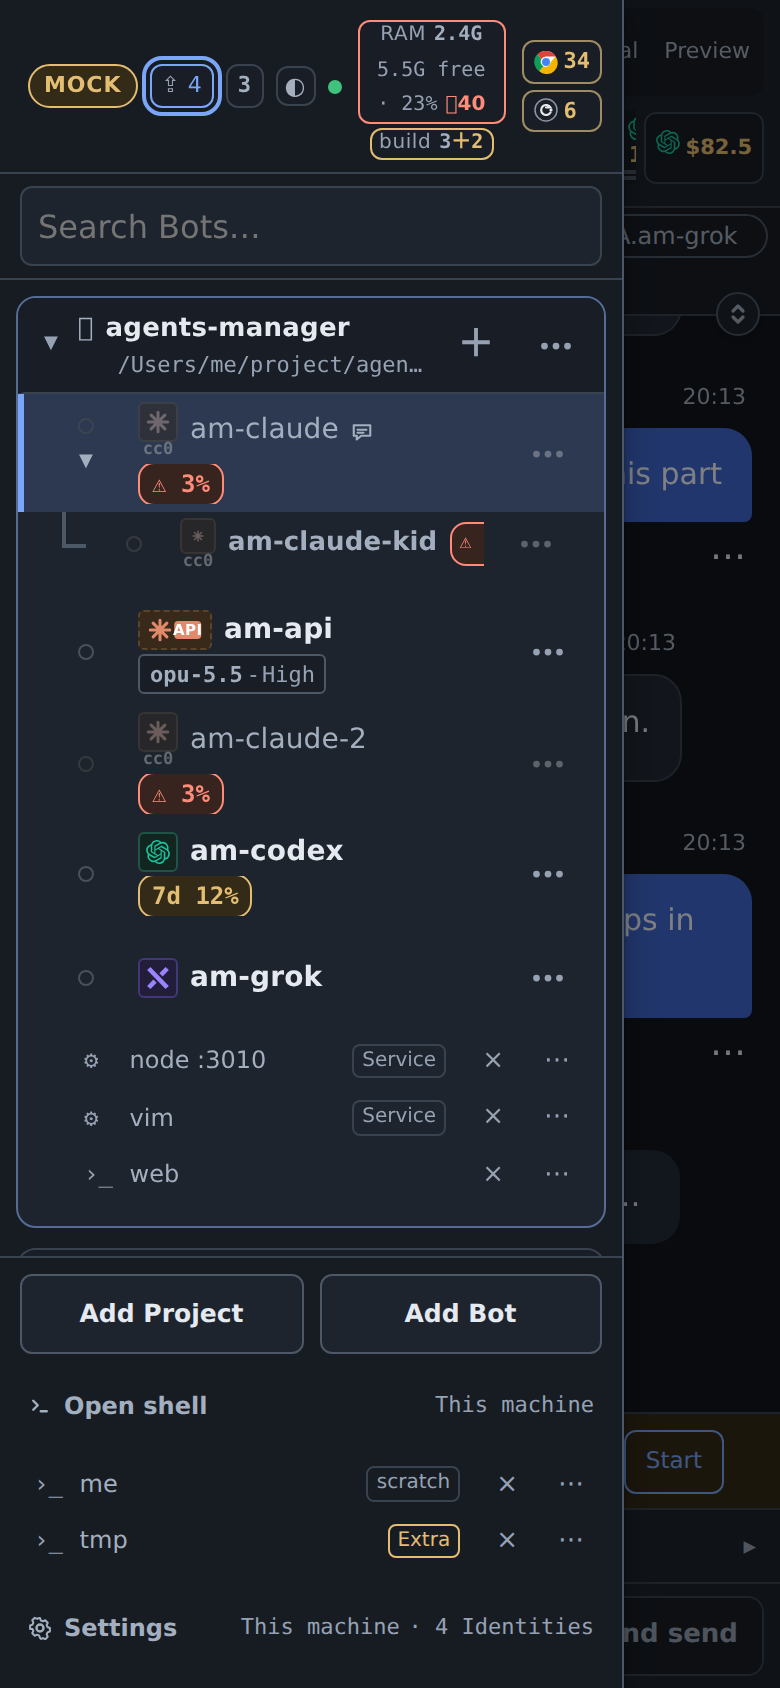 MOCK
⇪ 4
3
RAM 2.4G
5.5G free
· 23% 40
build 3+2
34
6
al
Preview
1
$82.5
Search Bots...
A.am-grok
▼ agents-manager
/Users/me/project/agen…
+ •••
20:13
am-claude
cc0
⚠ 3%
his part
am-claude-kid ⚠
cc0
API am-api
opu-5.5 - High
:0:13
am-claude-2
cc0
⚠ 3%
n.
20:13
am-codex
7d 12%
ps in
am-grok
node :3010 Service × ⋯
vim Service × ⋯
›_ web × ⋯
Add Project
Add Bot
Open shell This machine
›_ me scratch × ⋯
›_ tmp Extra × ⋯
Settings This machine · 4 Identities
Start
nd send